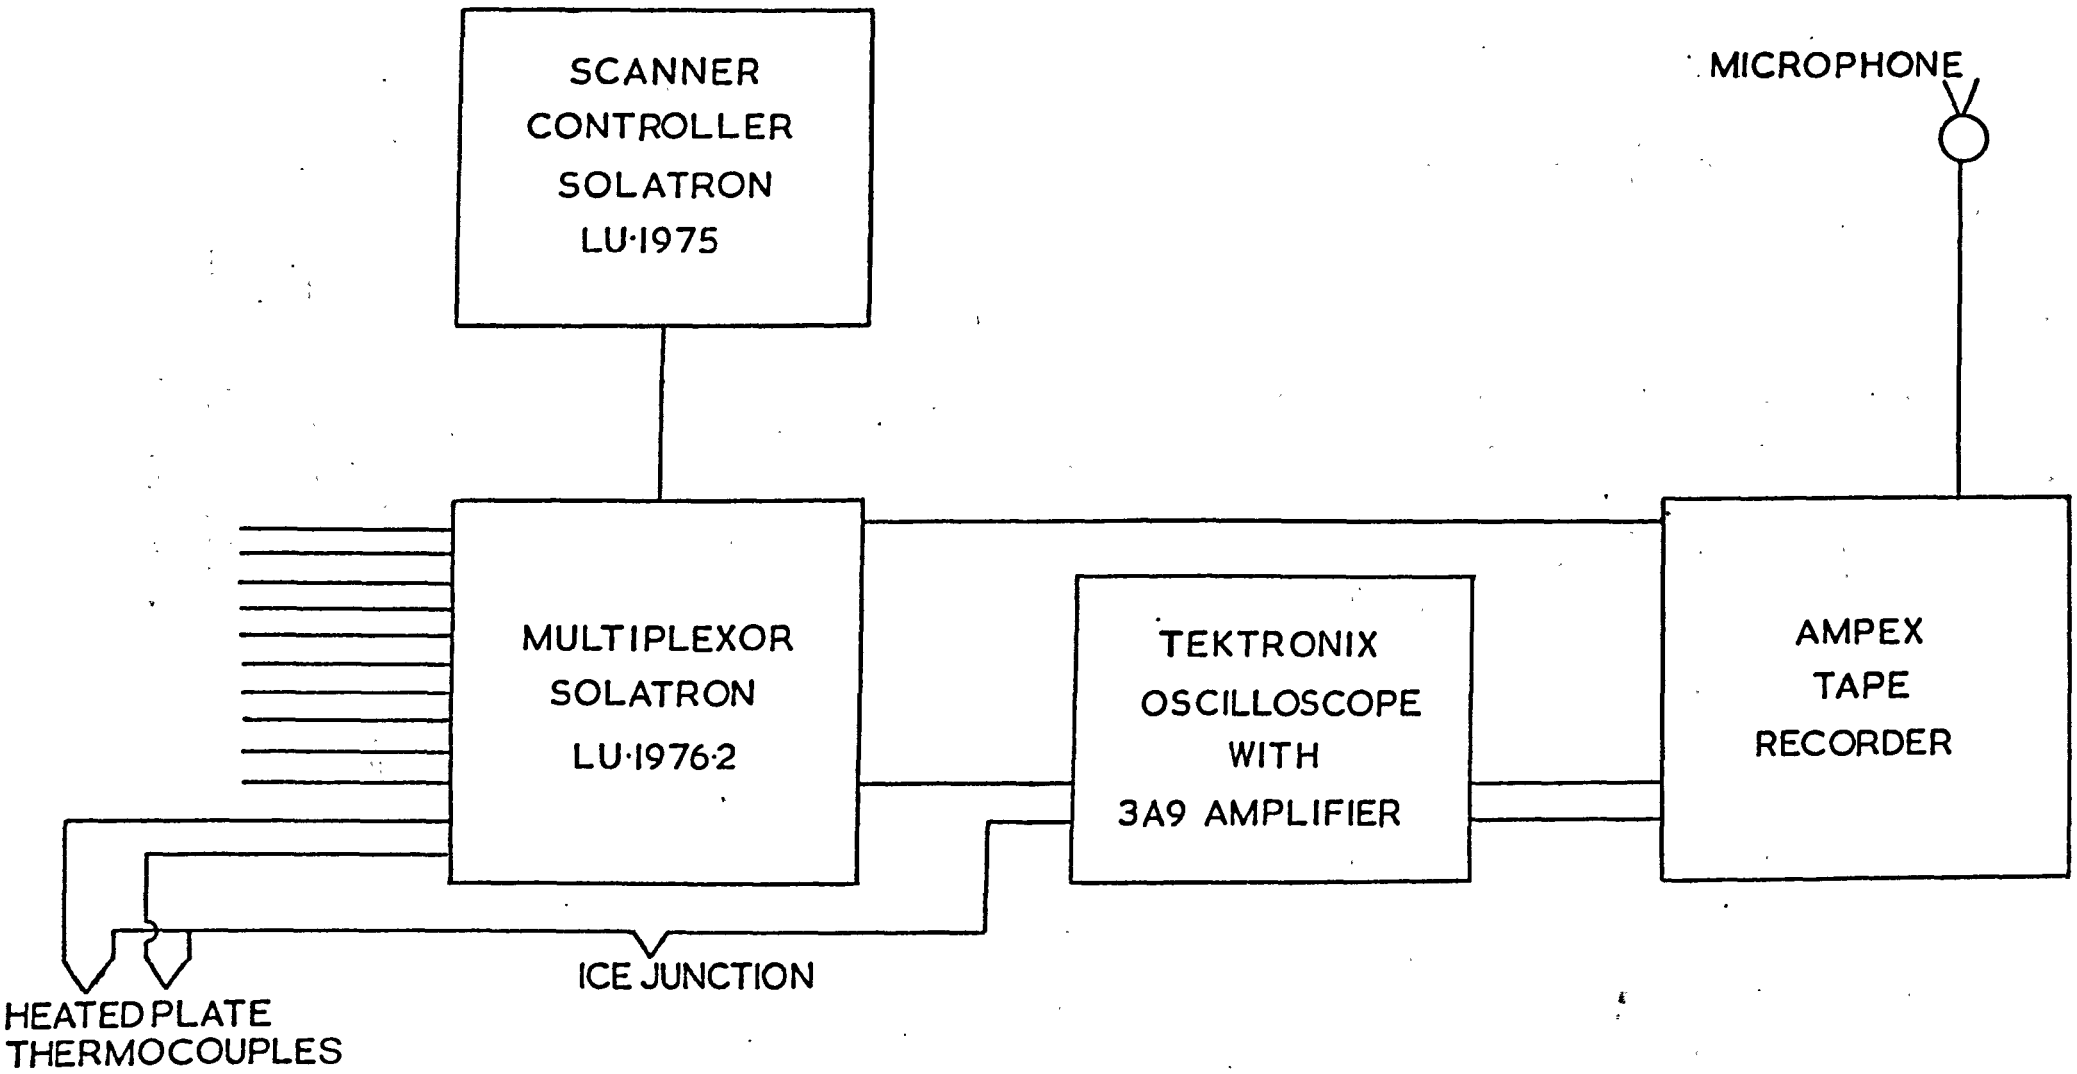 SCANNER
CONTROLLER
SOLATRON
LU·1975
MICROPHONE
MULTIPLEXOR
SOLATRON
LU·1976·2
TEKTRONIX
OSCILLOSCOPE
WITH
3A9 AMPLIFIER
AMPEX
TAPE
RECORDER
ICE JUNCTION
HEATED PLATE
THERMOCOUPLES